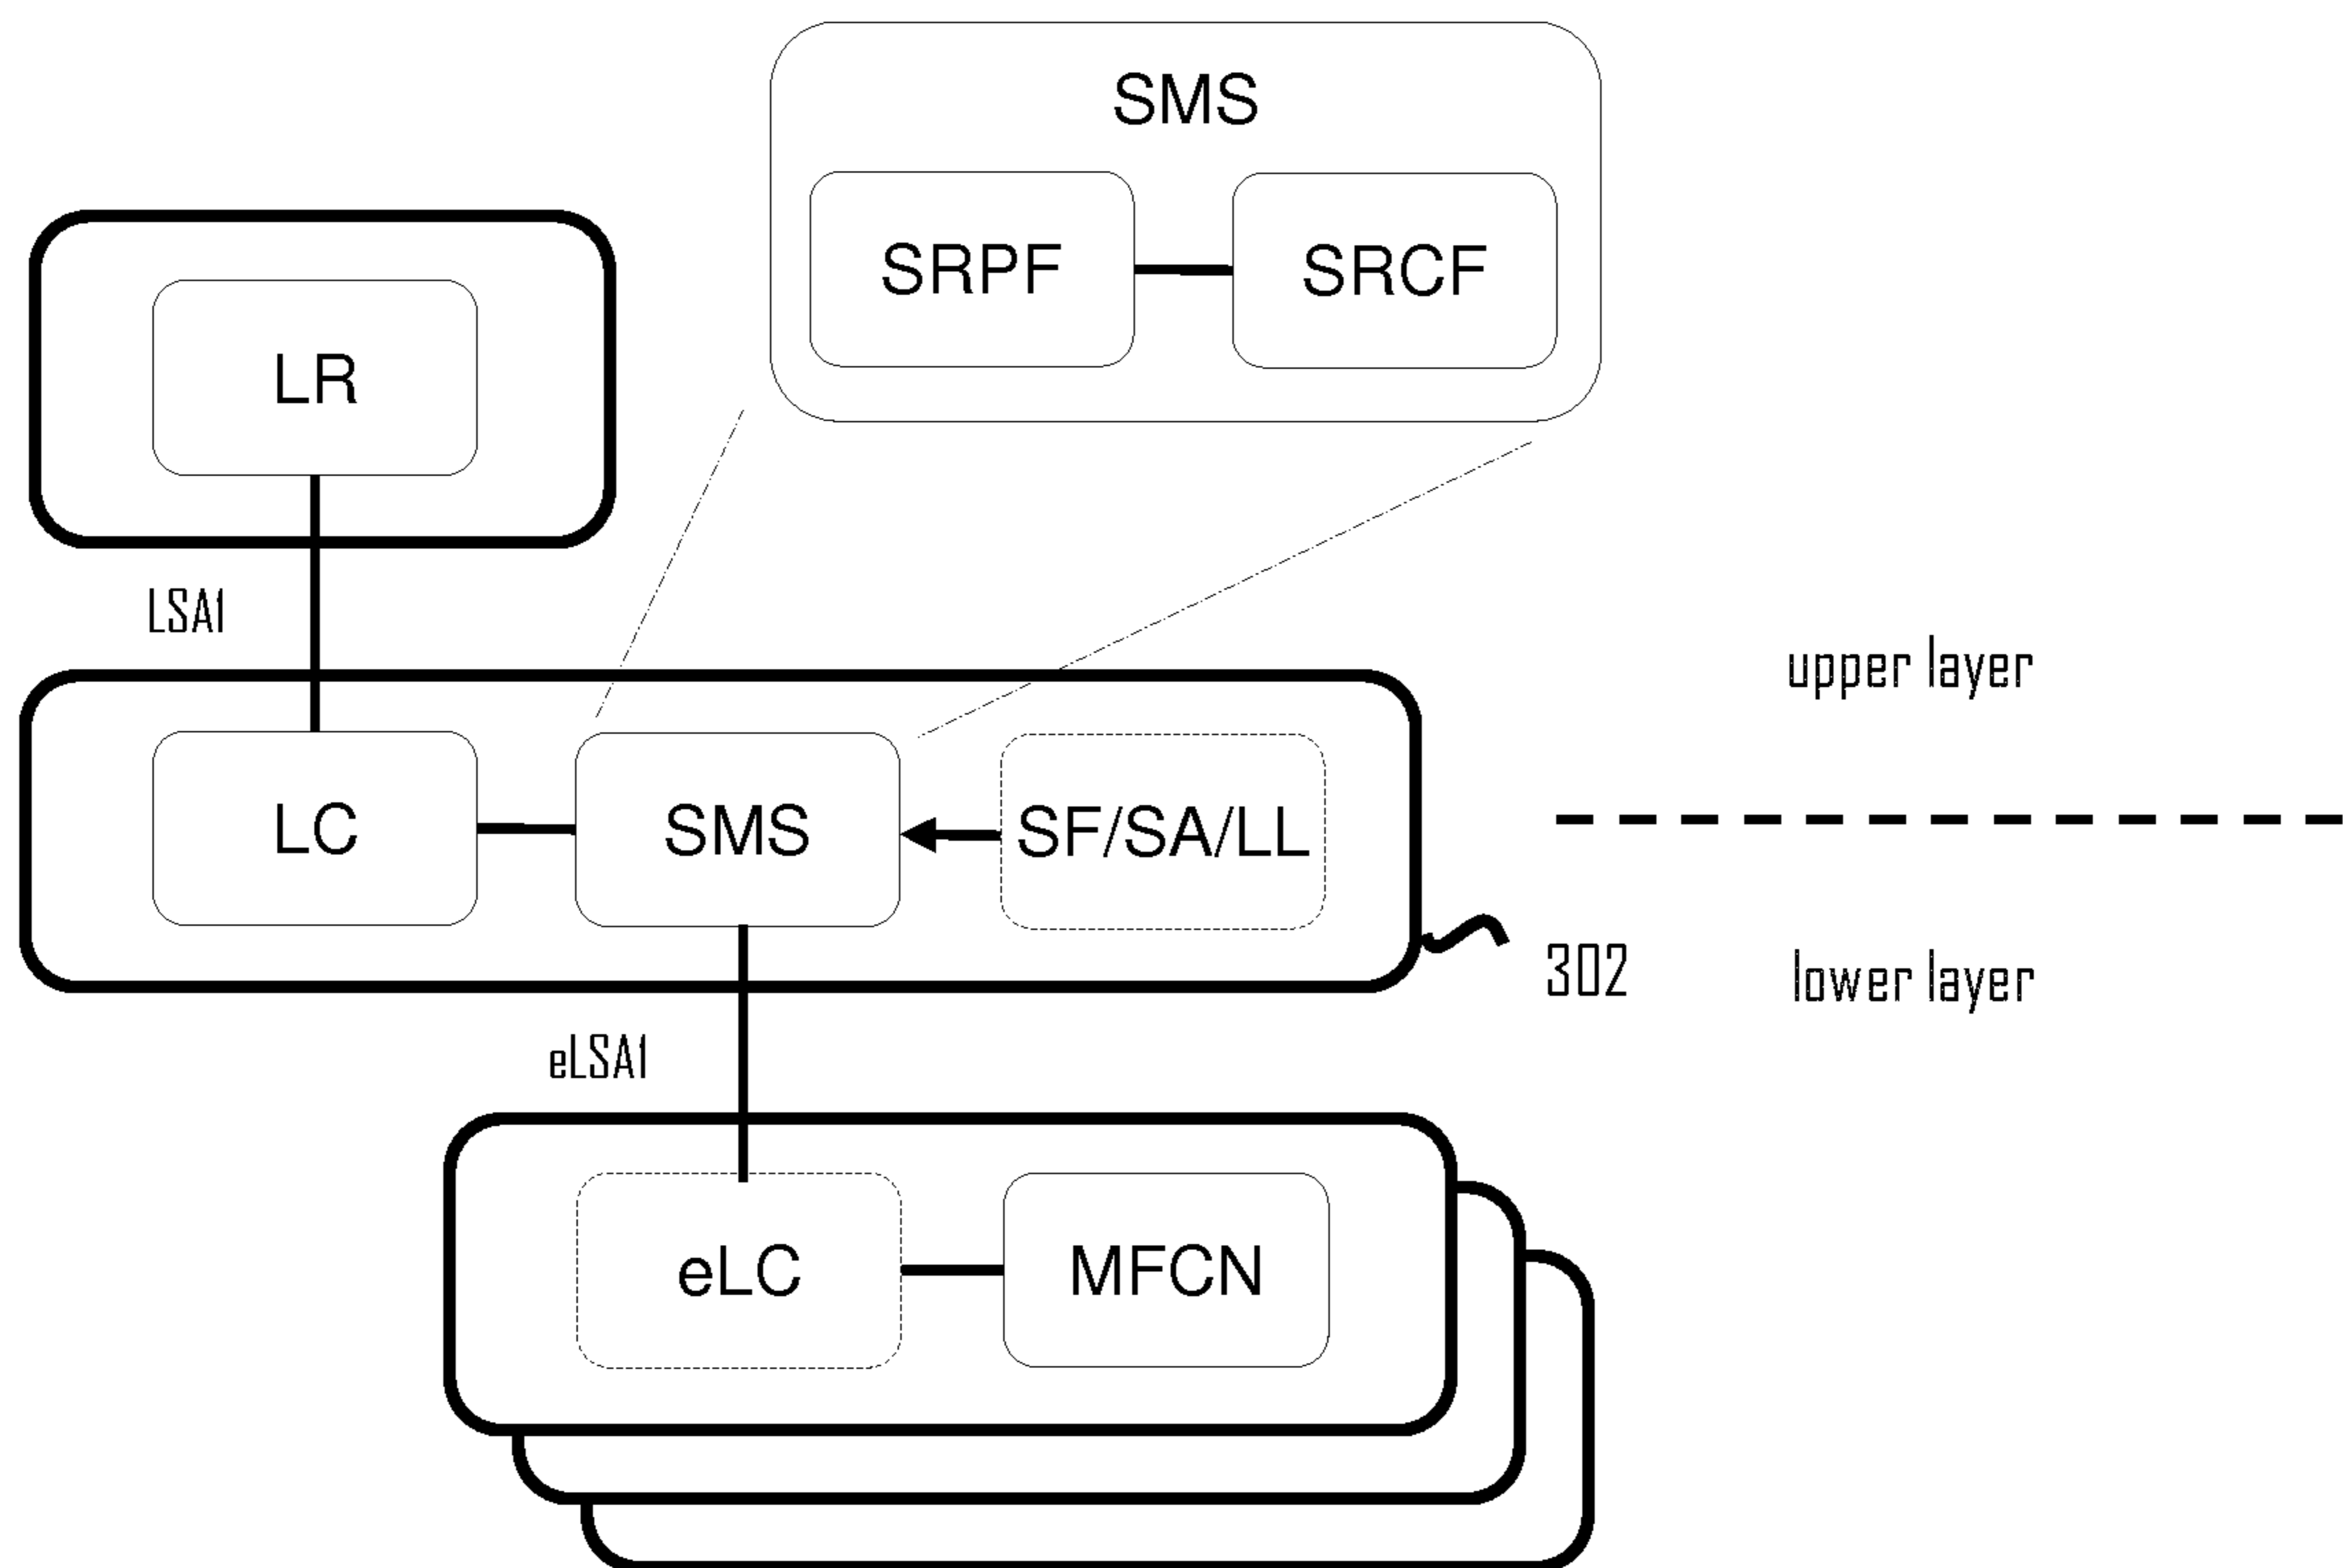 SMS
SRPF
SRCF
LR
LSA1
upper layer
LC
SMS
SF/SA/LL
302
lower layer
eLSA1
eLC
MFCN